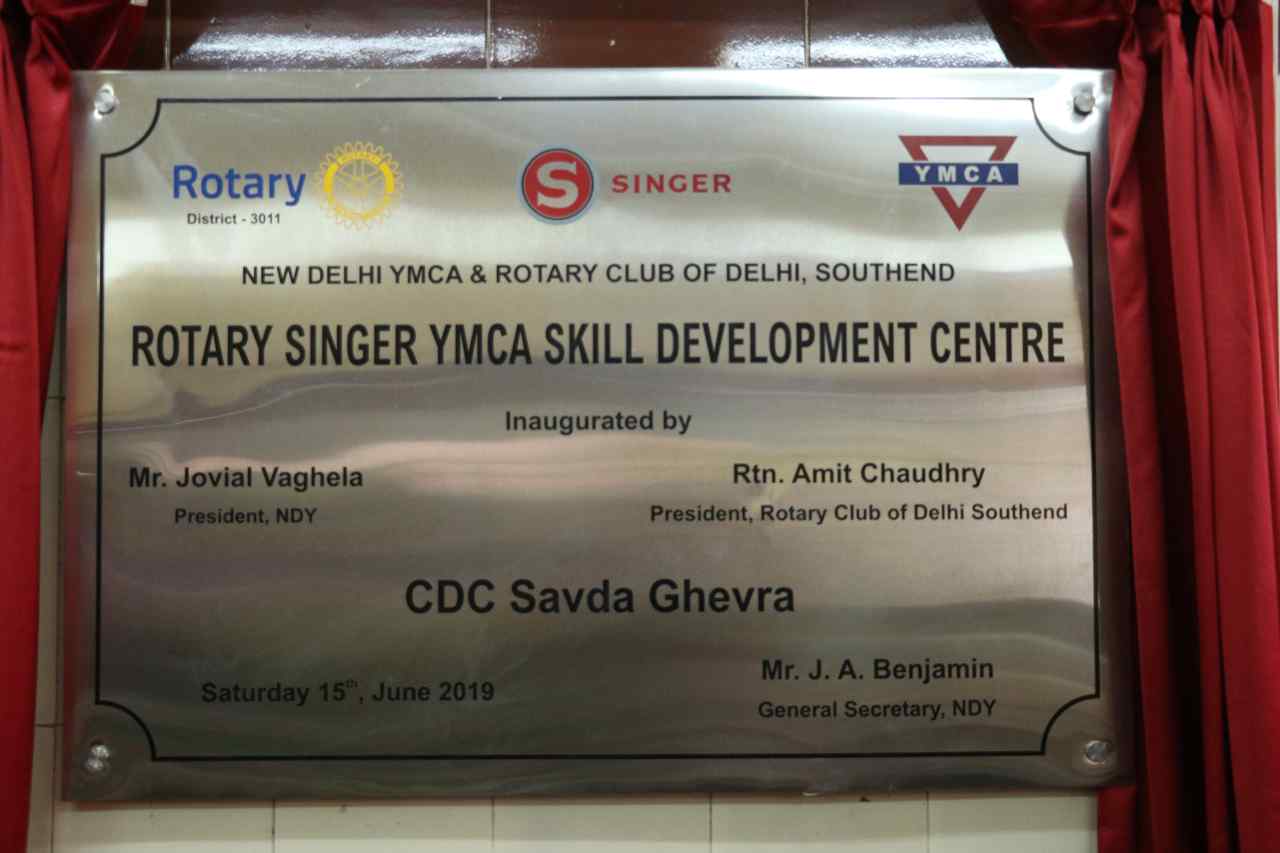 Rotary
District - 3011
ROTARY
S SINGER
YMCA
NEW DELHI YMCA & ROTARY CLUB OF DELHI, SOUTHEND
ROTARY SINGER YMCA SKILL DEVELOPMENT CENTRE
Inaugurated by
Mr. Jovial Vaghela
President, NDY
Rtn. Amit Chaudhry
President, Rotary Club of Delhi Southend
CDC Savda Ghevra
Saturday 15th, June 2019
Mr. J. A. Benjamin
General Secretary, NDY